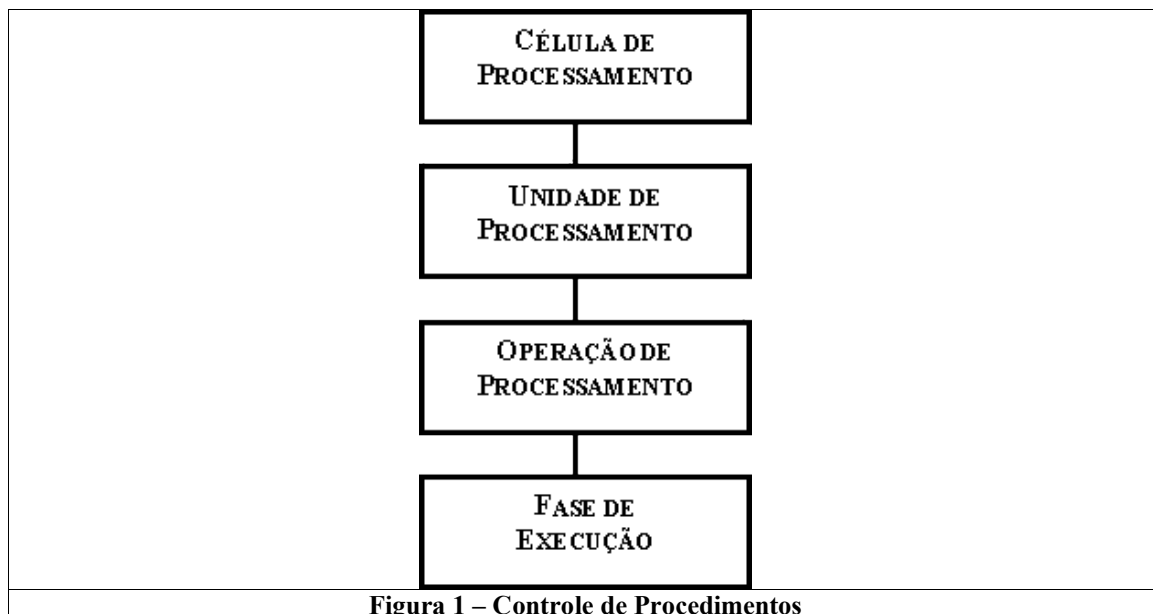 CÉLULA DE
PROCESSAMENTO
UNIDADE DE
PROCESSAMENTO
OPERAÇÃO DE
PROCESSAMENTO
FASE DE
EXECUÇÃO
Figura 1 – Controle de Procedimentos